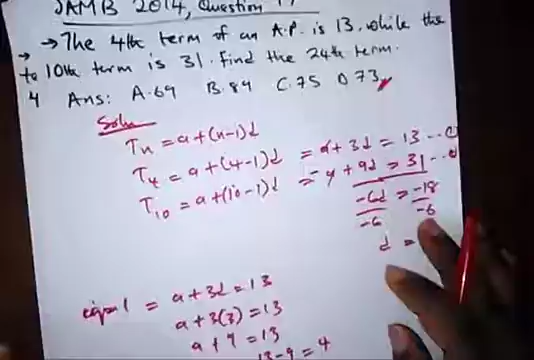 JAMB 2014, Question
→ The 4th term of an A.P. is 13, while the
to 10th term is 31. Find the 24th term.
4 Ans: A. 69 B. 84 C. 75 D 73
Soln
Tn = a+(n-1)d
T4 = a+(4-1)d = a+3d = 13
T10 = a+(10-1)d = a+9d = 31
-6d = -18
-6 -6
d =
= a+3d = 13
a+3(3) = 13
a+9 = 13
13-9 = 4